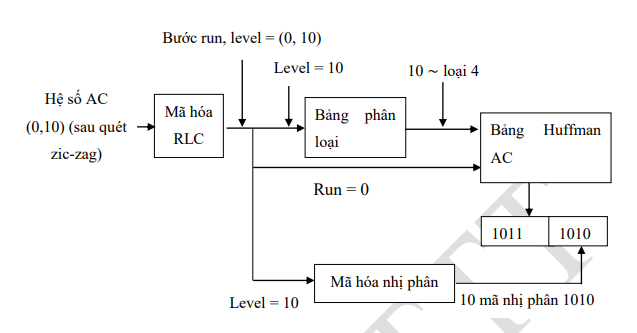 Bước run, level = (0, 10)
Level = 10
10 ~ loại 4
Hệ số AC
(0,10) (sau quét
zic-zag)
Mã hóa
RLC
Bảng phân
loại
Bảng Huffman
AC
Run = 0
1011 1010
Mã hóa nhị phân
Level = 10
10 mã nhị phân 1010